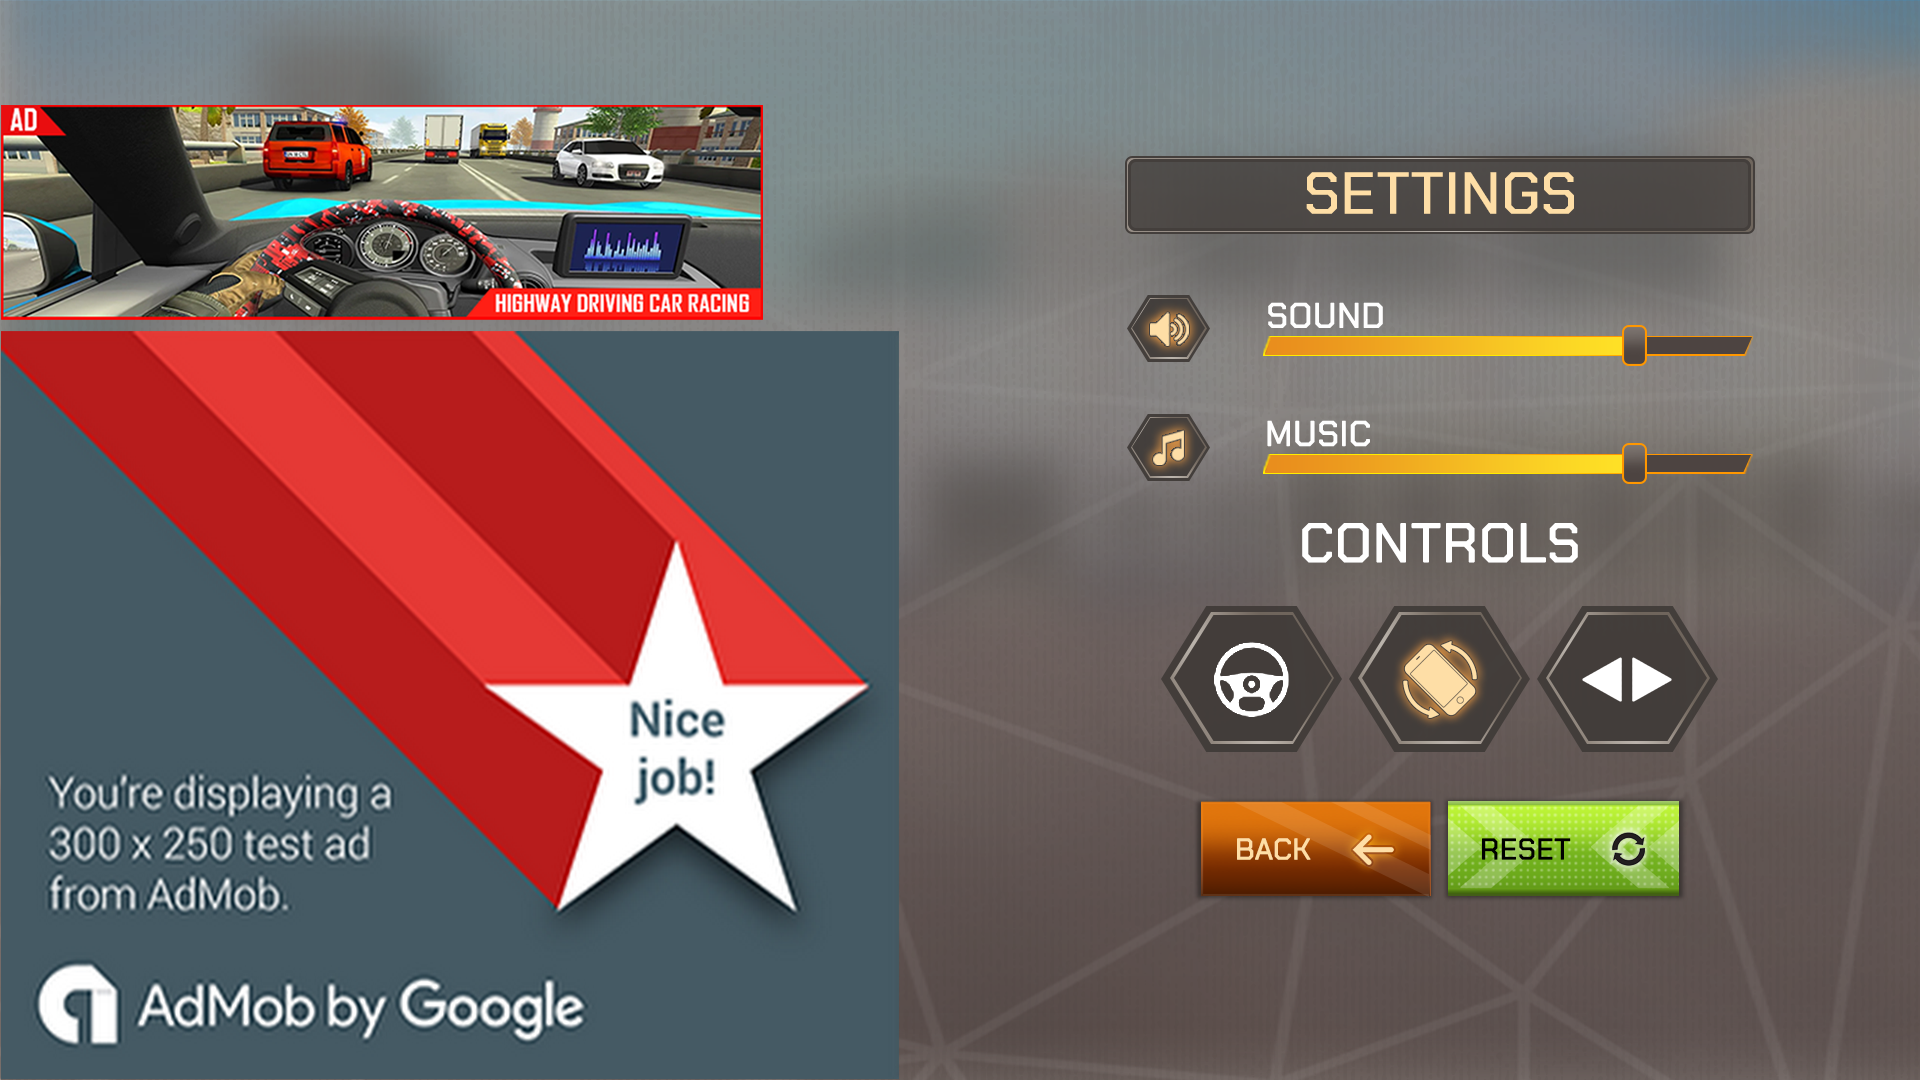 AD
HIGHWAY DRIVING CAR RACING
Nice
job!
You're displaying a
300 x 250 test ad
from AdMob.
AdMob by Google
SETTINGS
SOUND
MUSIC
CONTROLS
BACK
RESET